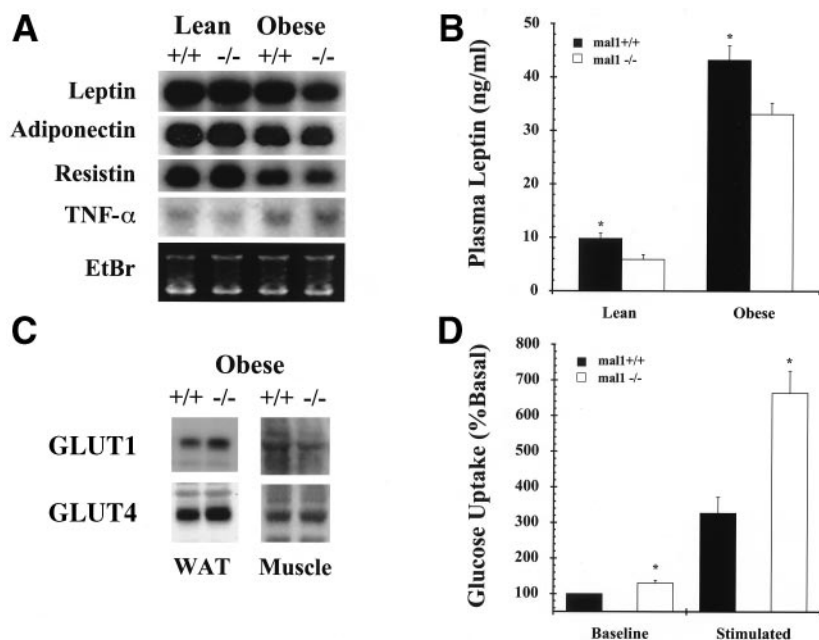 A
Lean Obese
+/+ -/- +/+ -/-
Leptin
Adiponectin
Resistin
TNF-α
EtBr
B
Plasma Leptin (ng/ml)
50
40
30
20
10
0
* *
mal1+/+
mal1 -/-
Lean Obese
C
Obese
+/+ -/- +/+ -/-
GLUT1
GLUT4
WAT Muscle
D
Glucose Uptake (%Basal)
800
700
600
500
400
300
200
100
* *
mal1+/+
mal1 -/-
Baseline Stimulated